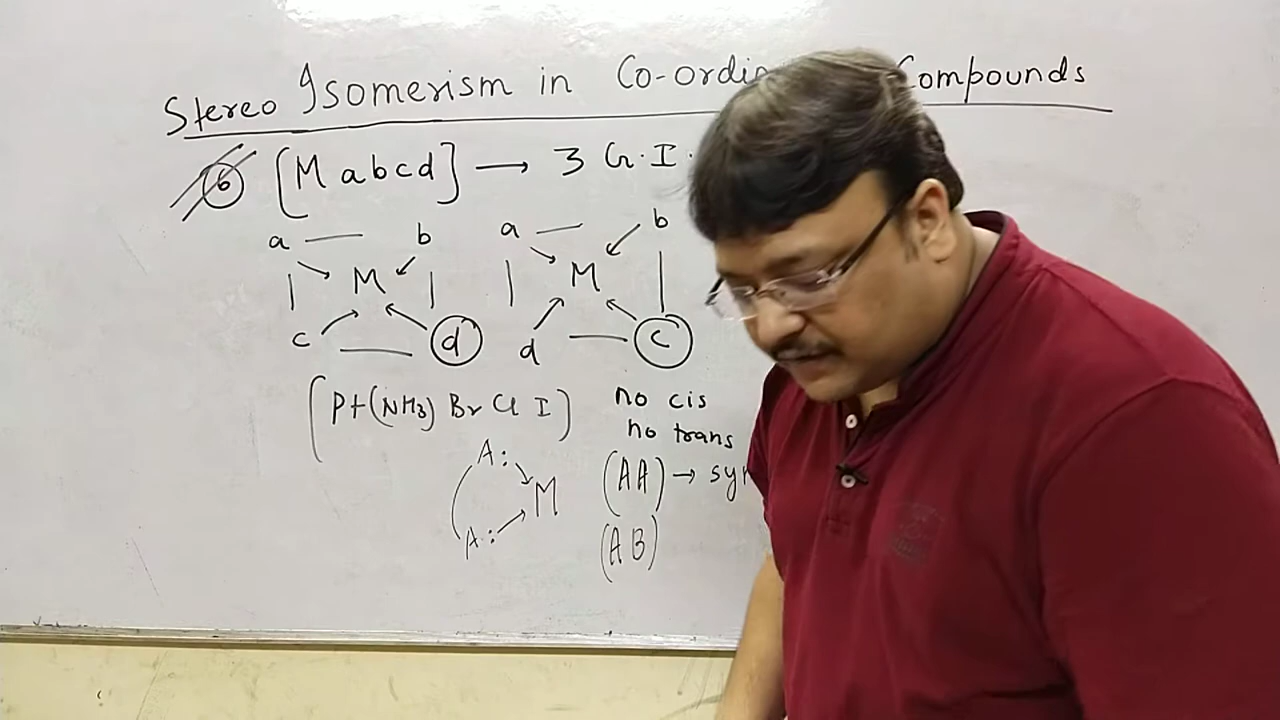 Stereo Isomerism in Co-ordin Compounds
6 [M abcd] → 3 G.I.
a b a b
M M
c d d c
[Pt(NH3) Br Cl I] no cis
no trans
A: M (AA) → sy
A: (AB)